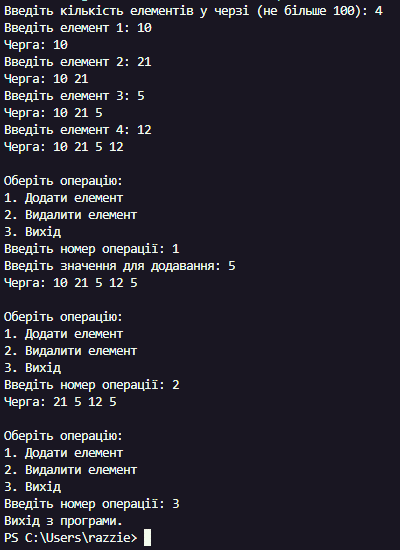 Введіть кількість елементів у черзі (не більше 100): 4
Введіть елемент 1: 10
Черга: 10
Введіть елемент 2: 21
Черга: 10 21
Введіть елемент 3: 5
Черга: 10 21 5
Введіть елемент 4: 12
Черга: 10 21 5 12
Оберіть операцію:
1. Додати елемент
2. Видалити елемент
3. Вихід
Введіть номер операції: 1
Введіть значення для додавання: 5
Черга: 10 21 5 12 5
Оберіть операцію:
1. Додати елемент
2. Видалити елемент
3. Вихід
Введіть номер операції: 2
Черга: 21 5 12 5
Оберіть операцію:
1. Додати елемент
2. Видалити елемент
3. Вихід
Введіть номер операції: 3
Вихід з програми.
PS C:\Users\razzie>